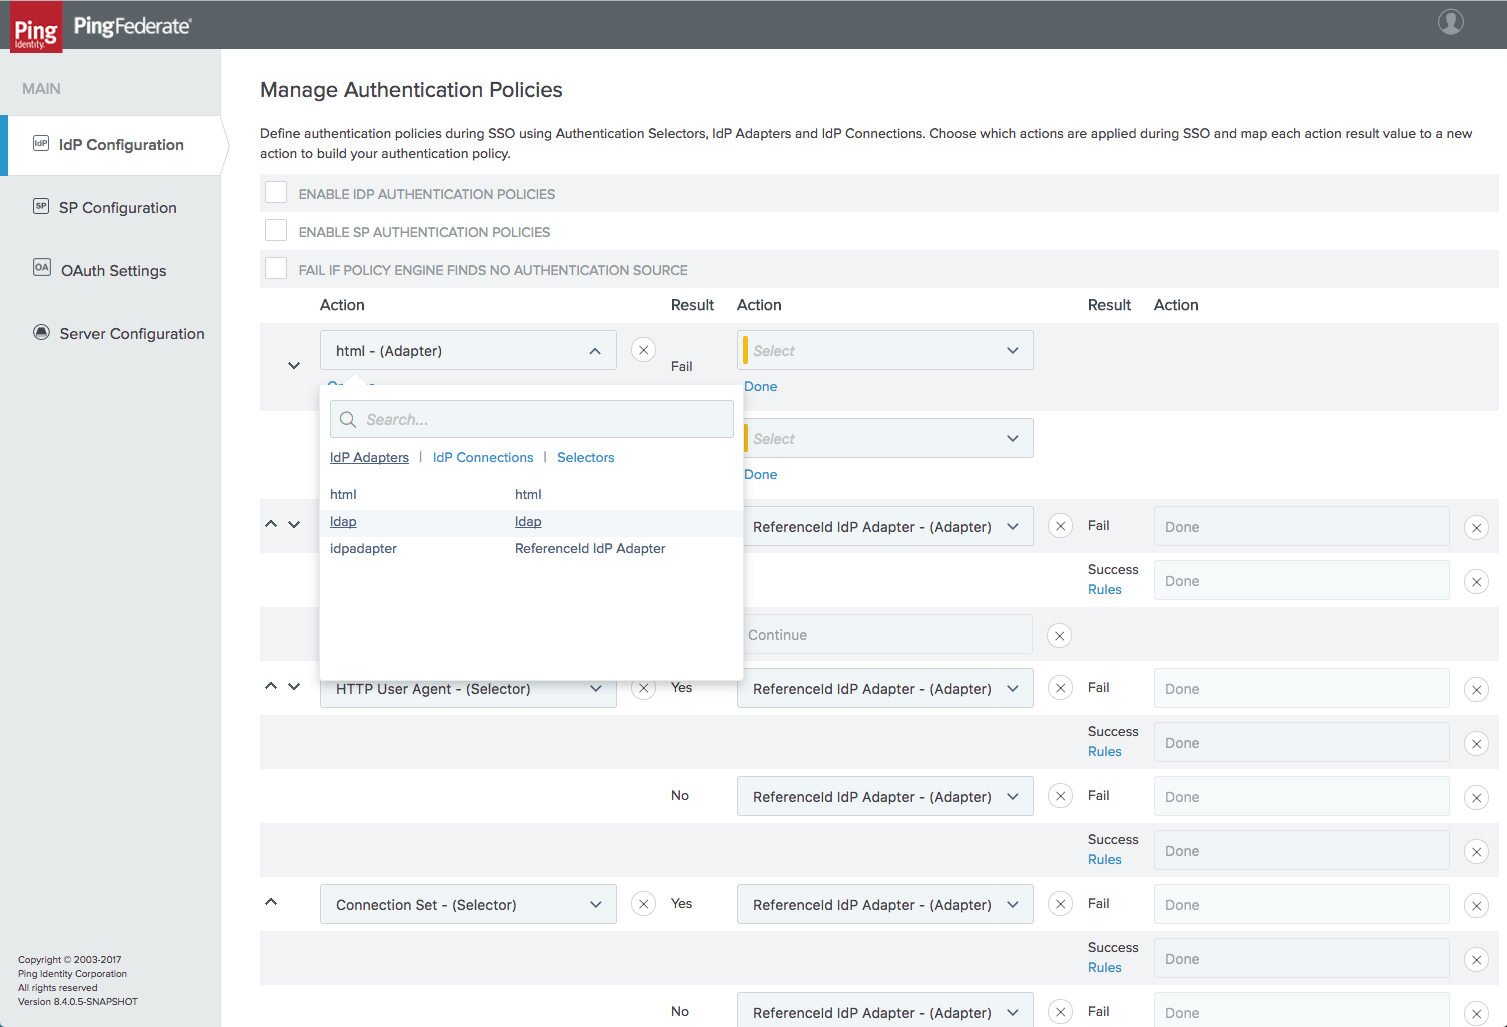 Ping
Identity.
PingFederate®
MAIN
IdP IdP Configuration
SP SP Configuration
OA OAuth Settings
Server Configuration
Copyright © 2003-2017
Ping Identity Corporation
All rights reserved
Version 8.4.0.5-SNAPSHOT
Manage Authentication Policies
Define authentication policies during SSO using Authentication Selectors, IdP Adapters and IdP Connections. Choose which actions are applied during SSO and map each action result value to a new
action to build your authentication policy.
ENABLE IDP AUTHENTICATION POLICIES
ENABLE SP AUTHENTICATION POLICIES
FAIL IF POLICY ENGINE FINDS NO AUTHENTICATION SOURCE
Action Result Action Result Action
html - (Adapter) Fail Select
Done
Search...
IdP Adapters | IdP Connections | Selectors
html html
ldap ldap
idpadapter ReferenceId IdP Adapter
Select
Done
ReferenceId IdP Adapter - (Adapter) Fail Done
Success Done
Rules
Continue
HTTP User Agent - (Selector) Yes ReferenceId IdP Adapter - (Adapter) Fail Done
Success Done
Rules
No ReferenceId IdP Adapter - (Adapter) Fail Done
Success Done
Rules
Connection Set - (Selector) Yes ReferenceId IdP Adapter - (Adapter) Fail Done
Success Done
Rules
No ReferenceId IdP Adapter - (Adapter) Fail Done